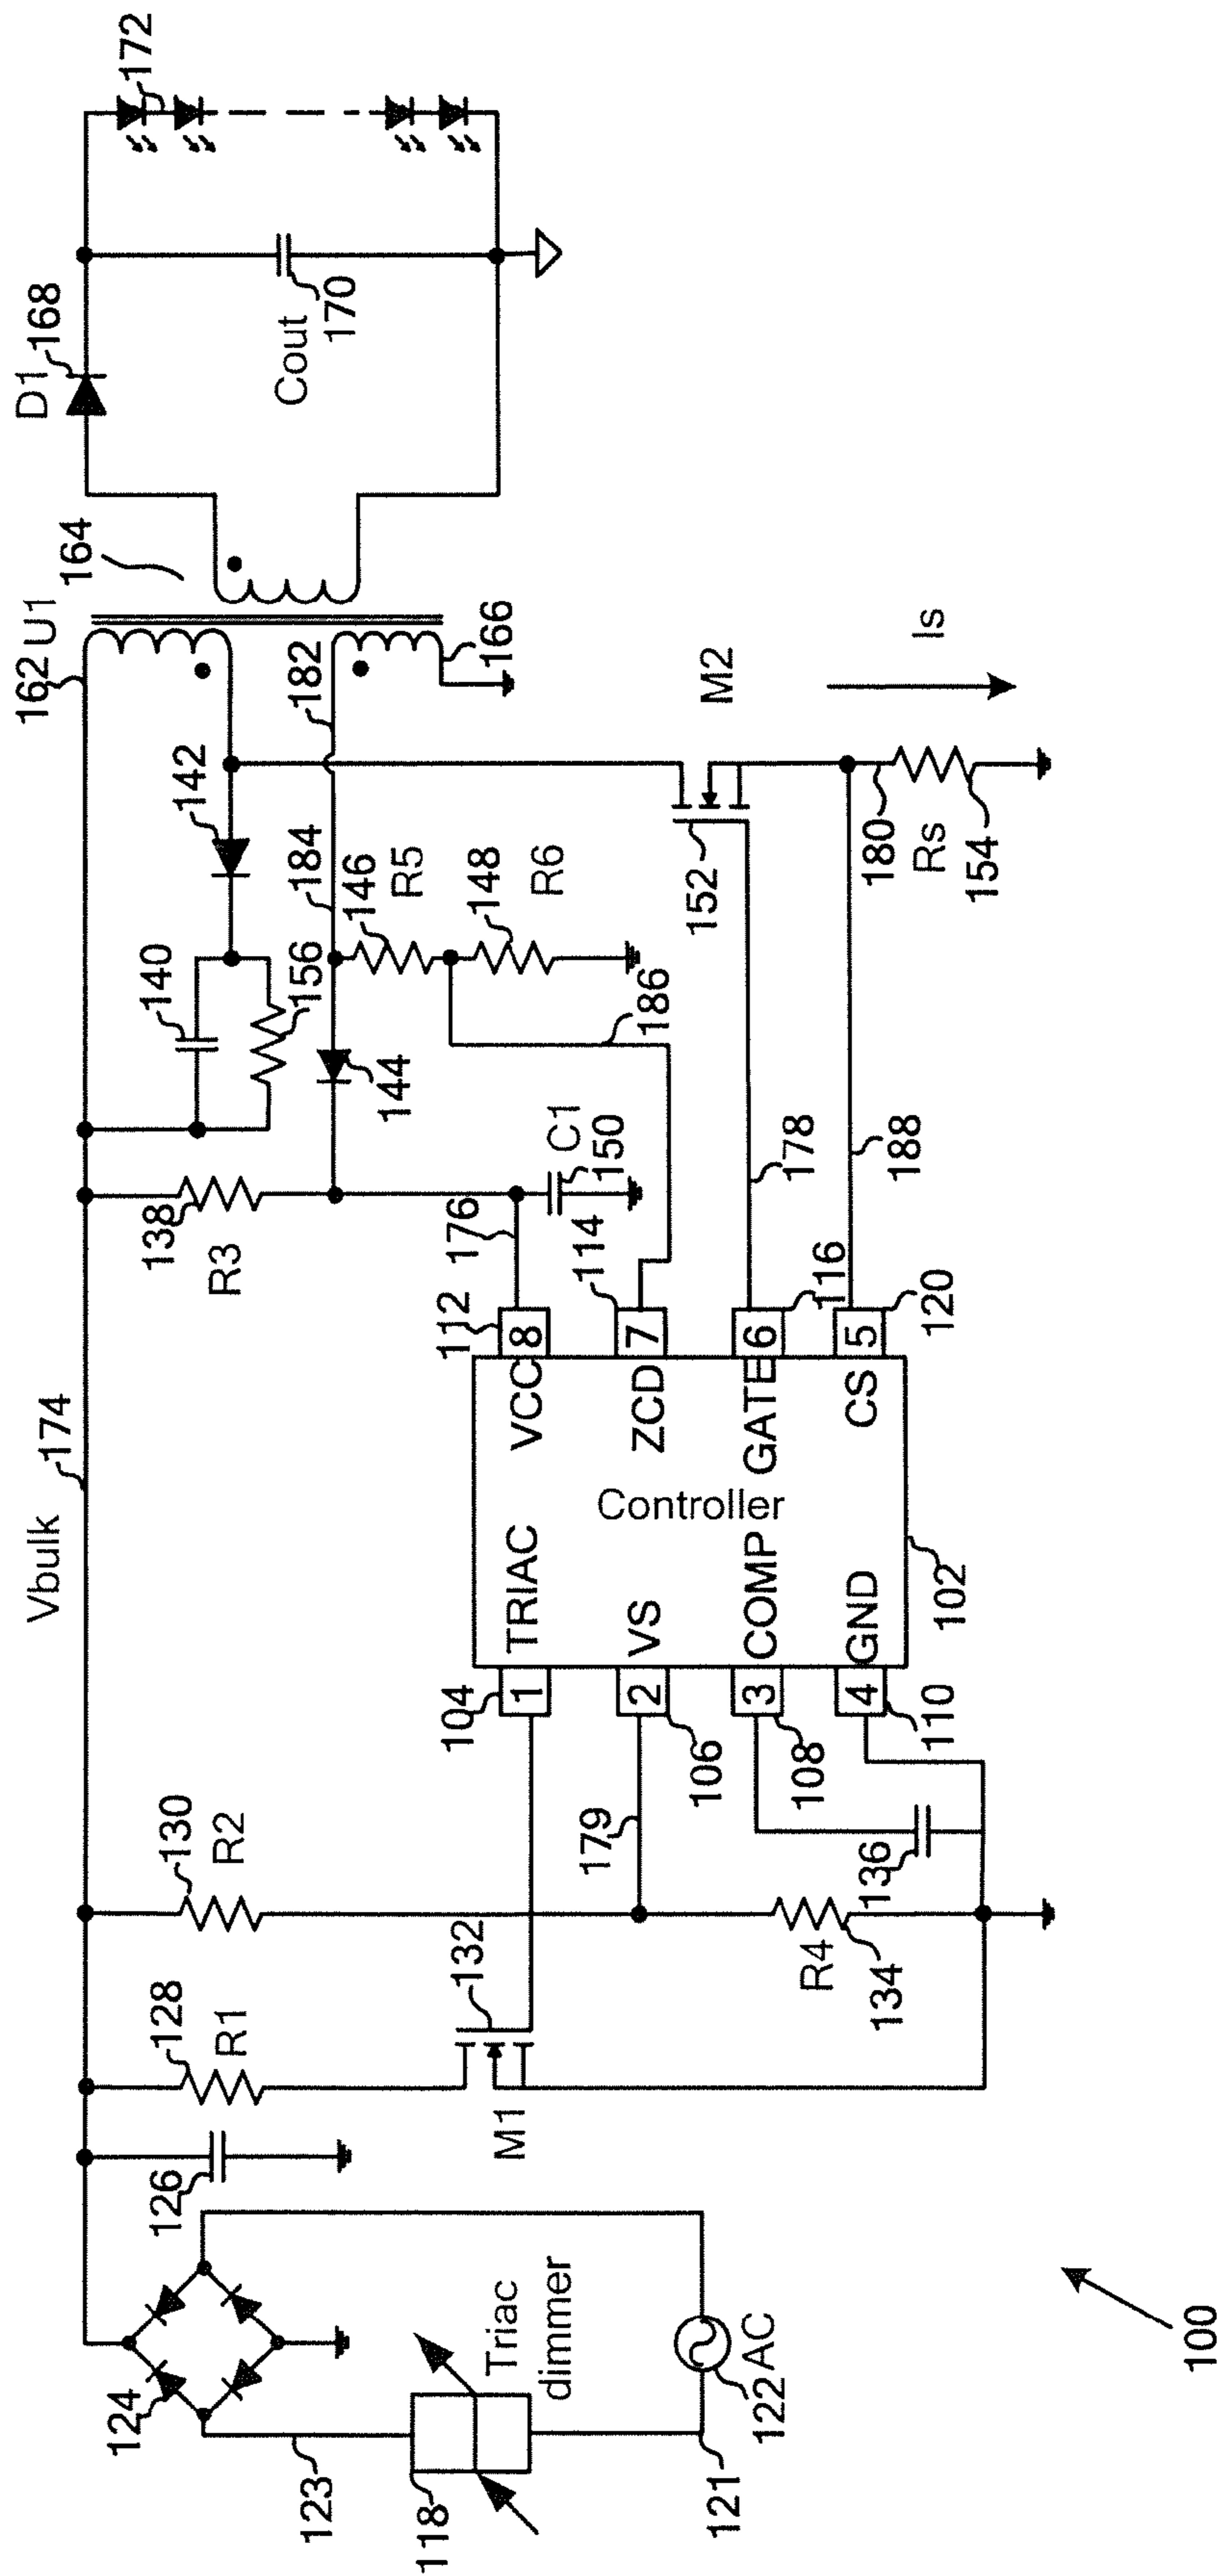 100
118
Triac
dimmer
121
122
AC
123
124
126
128
R1
130
R2
132
M1
R4
134
136
179
Vbulk
174
104
1
TRIAC
106
2
VS
108
3
COMP
110
4
GND
Controller
102
112
8
VCC
114
7
ZCD
116
6
GATE
120
5
CS
176
138
R3
C1
150
140
156
142
144
184
146
R5
148
R6
186
178
188
152
M2
180
Rs
154
Is
162
U1
164
166
182
D1
168
Cout
170
172